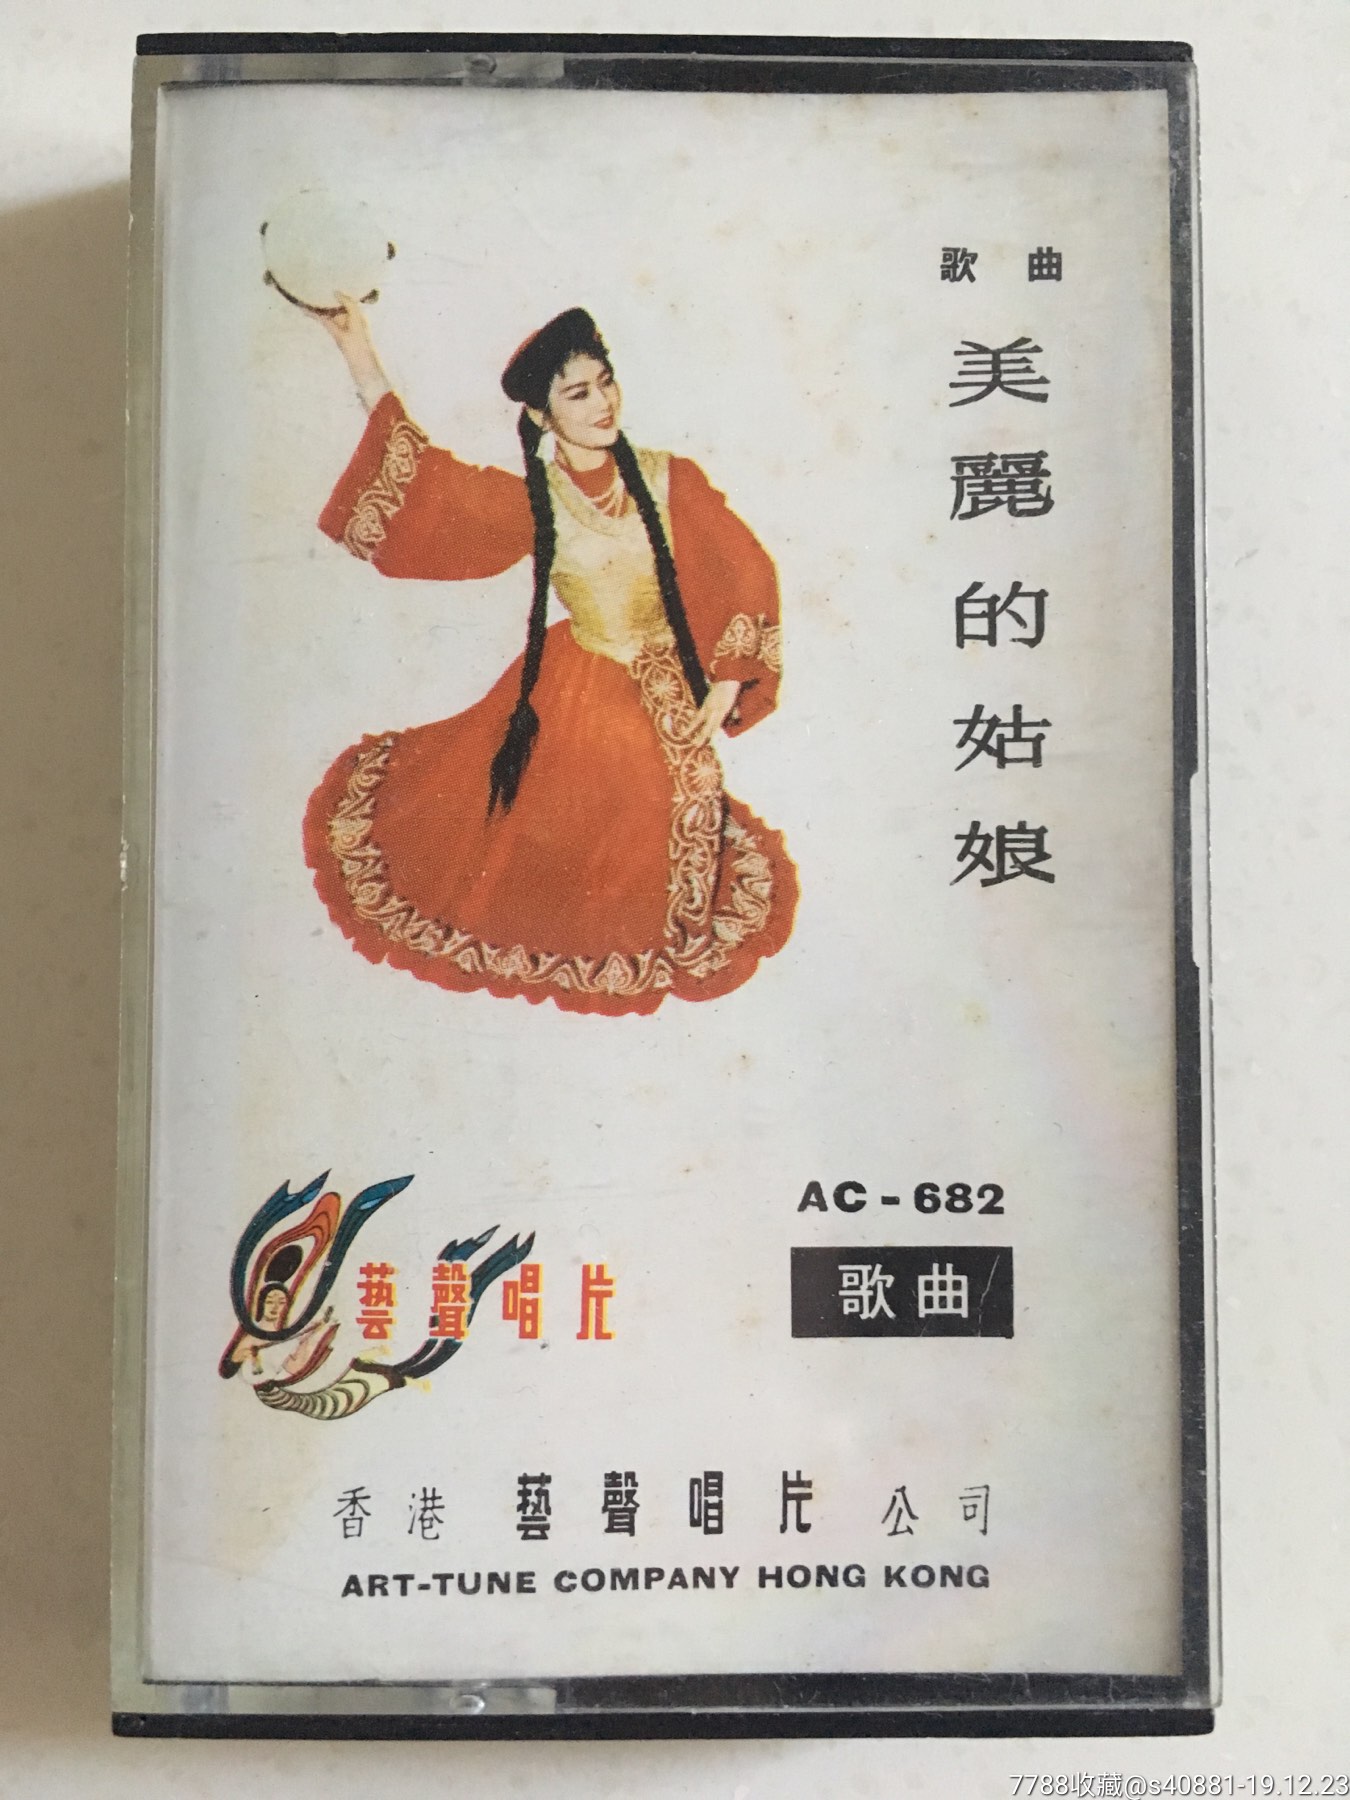 歌曲
美麗的姑娘
AC-682
歌曲
藝聲唱片
香港藝聲唱片公司
ART-TUNE COMPANY HONG KONG
7788收藏@s40881-19.12.23